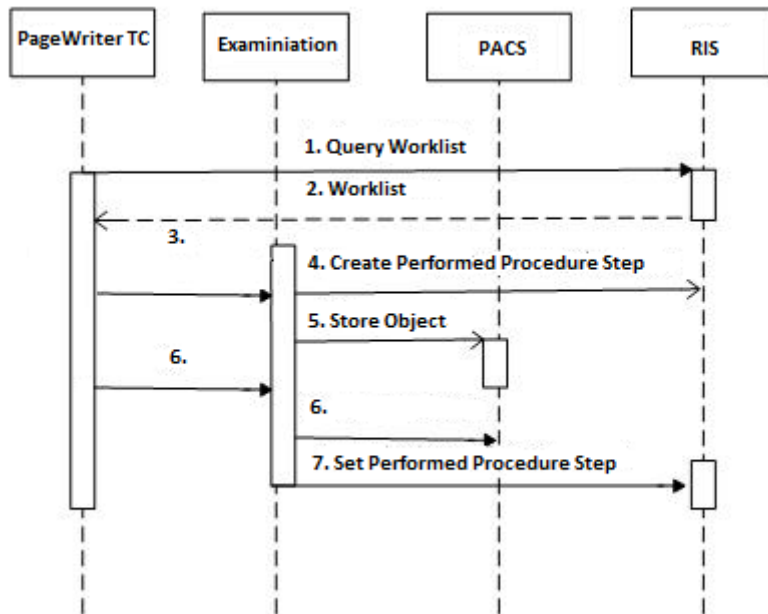 PageWriter TC
Examiniation
PACS
RIS
1. Query Worklist
2. Worklist
3.
4. Create Performed Procedure Step
5. Store Object
6.
6.
7. Set Performed Procedure Step